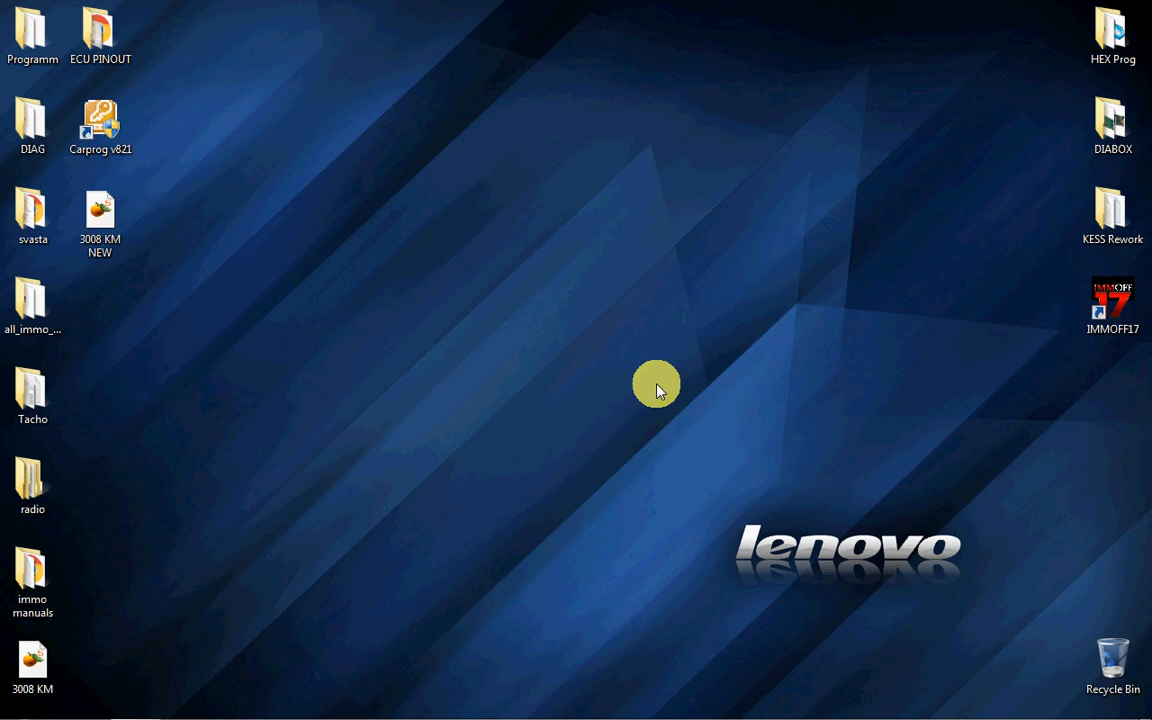 Programm
ECU PINOUT
HEX Prog
DIAG
Carprog v821
DIABOX
svasta
3008 KM
NEW
KESS Rework
all_immo_...
IMMOFF
17
IMMOFF17
Tacho
radio
lenovo
immo
manuals
3008 KM
Recycle Bin